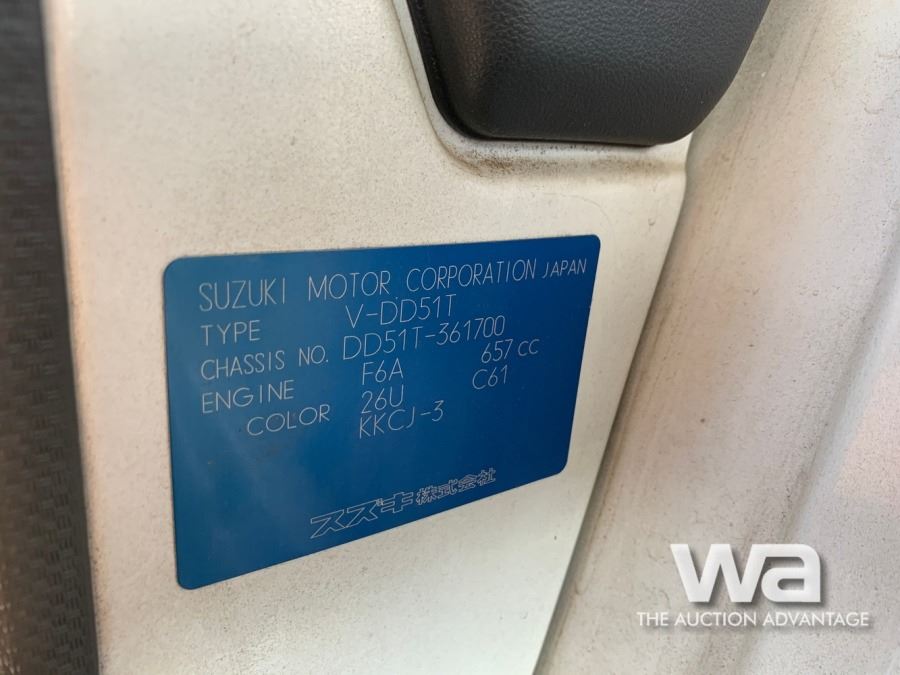 SUZUKI MOTOR CORPORATION JAPAN
TYPE V-DD51T
CHASSIS NO. DD51T-361700
ENGINE F6A 657 CC
COLOR 26U C61
KKCJ-3
スズキ株式会社
wa
THE AUCTION ADVANTAGE